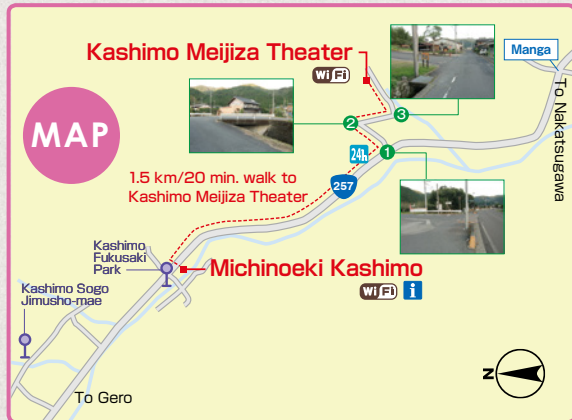 Kashimo Meijiza Theater
WiFi
Manga
To Nakatsugawa
MAP
3
2
24h
1
1.5 km/20 min. walk to
Kashimo Meijiza Theater
257
Kashimo
Fukusaki
Park
Michinoeki Kashimo
WiFi i
Kashimo Sogo
Jimusho-mae
N
To Gero